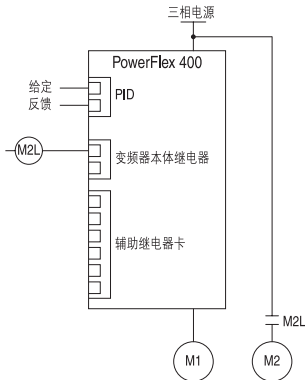 三相电源
PowerFlex 400
给定
反馈
PID
M2L
变频器本体继电器
辅助继电器卡
M2L
M1
M2